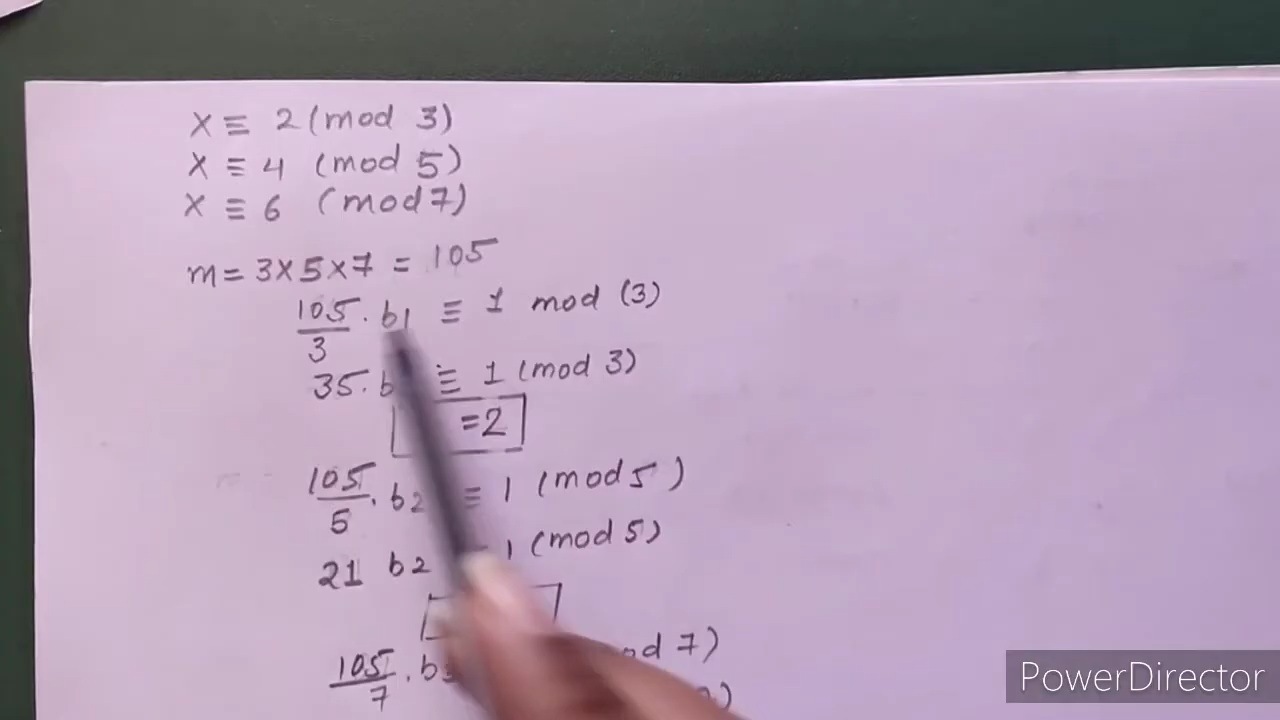 x ≡ 2 (mod 3)
x ≡ 4 (mod 5)
x ≡ 6 (mod 7)
m = 3×5×7 = 105
105/3 . b1 ≡ 1 mod (3)
35. b ≡ 1 (mod 3)
=2
105/5 . b2 ≡ 1 (mod 5)
21 b2 1 (mod 5)
105/7 . b3 mod 7)
PowerDirector